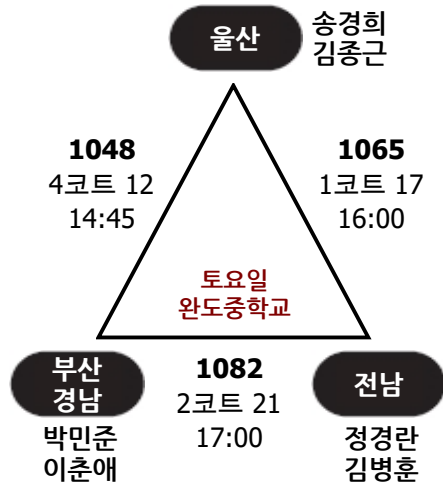 울산
송경희
김종근
1048
4코트 12
14:45
1065
1코트 17
16:00
토요일
완도중학교
부산
경남
박민준
이춘애
1082
2코트 21
17:00
전남
정경란
김병훈